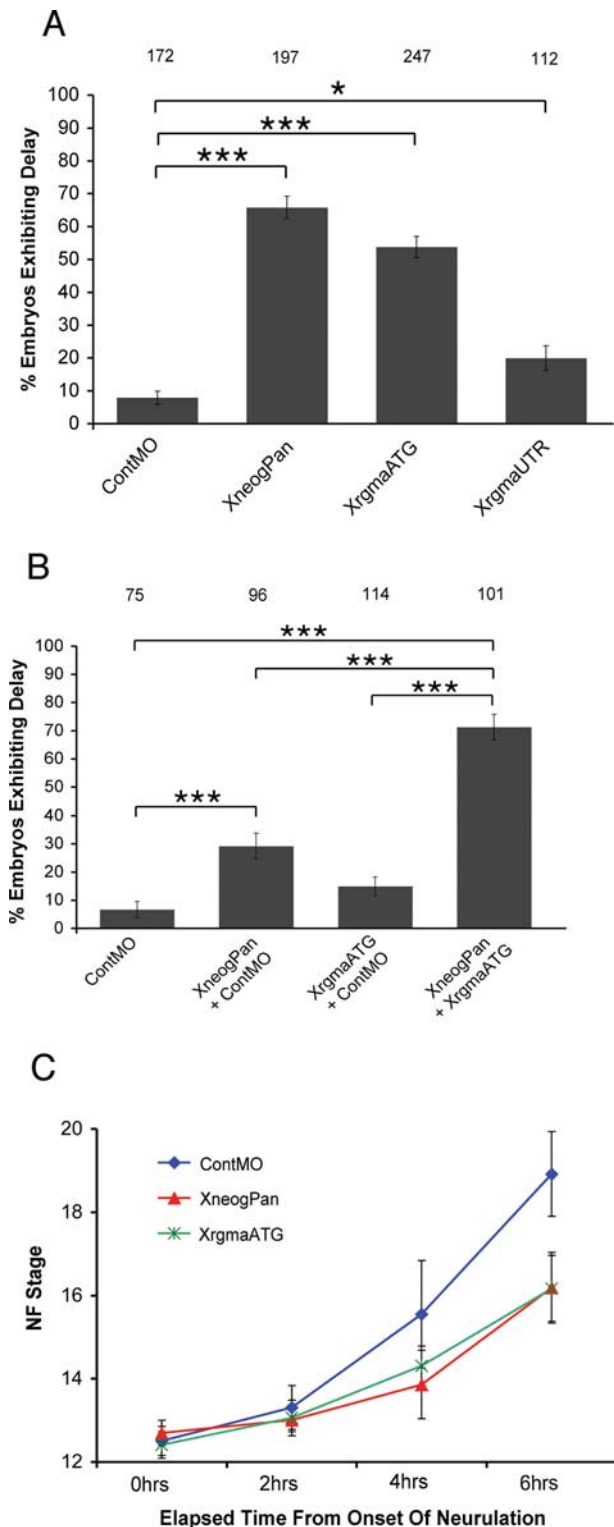 A
172 197 247 112
*
***
***
100
90
80
70
60
50
40
30
20
10
0
% Embryos Exhibiting Delay
ContMO
XneogPan
XrgmaATG
XrgmaUTR
B
75 96 114 101
***
***
***
***
100
90
80
70
60
50
40
30
20
10
0
% Embryos Exhibiting Delay
ContMO
XneogPan
+ ContMO
XrgmaATG
+ ContMO
XneogPan
+ XrgmaATG
C
20
18
16
14
12
NF Stage
ContMO
XneogPan
XrgmaATG
0hrs 2hrs 4hrs 6hrs
Elapsed Time From Onset Of Neurulation